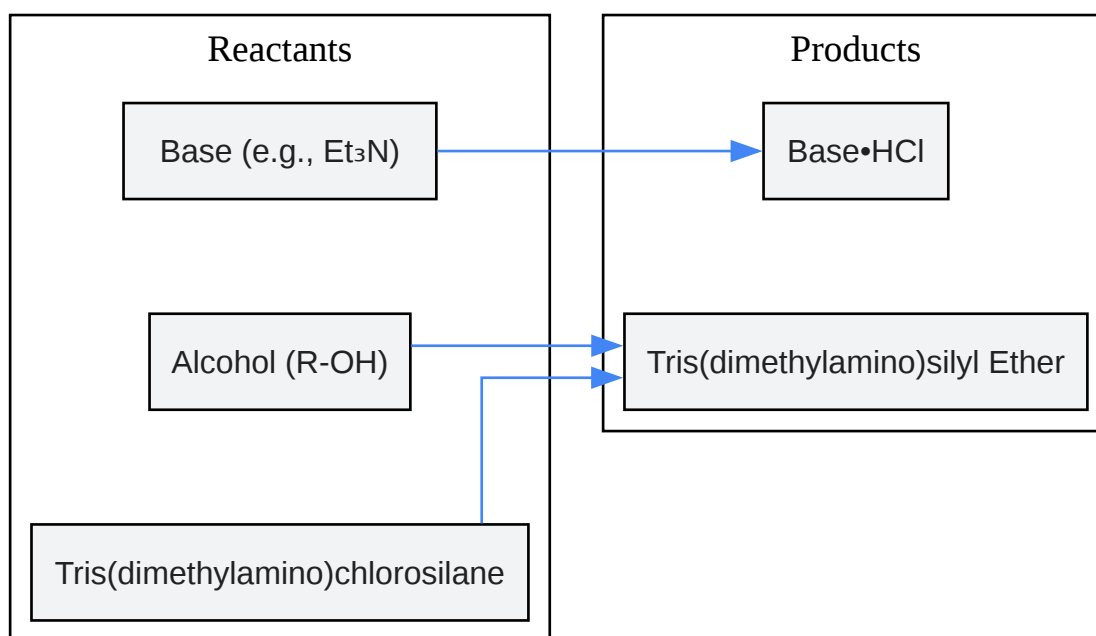 Reactants
Base (e.g., Et₃N)
Alcohol (R-OH)
Tris(dimethylamino)chlorosilane
Products
Base•HCl
Tris(dimethylamino)silyl Ether